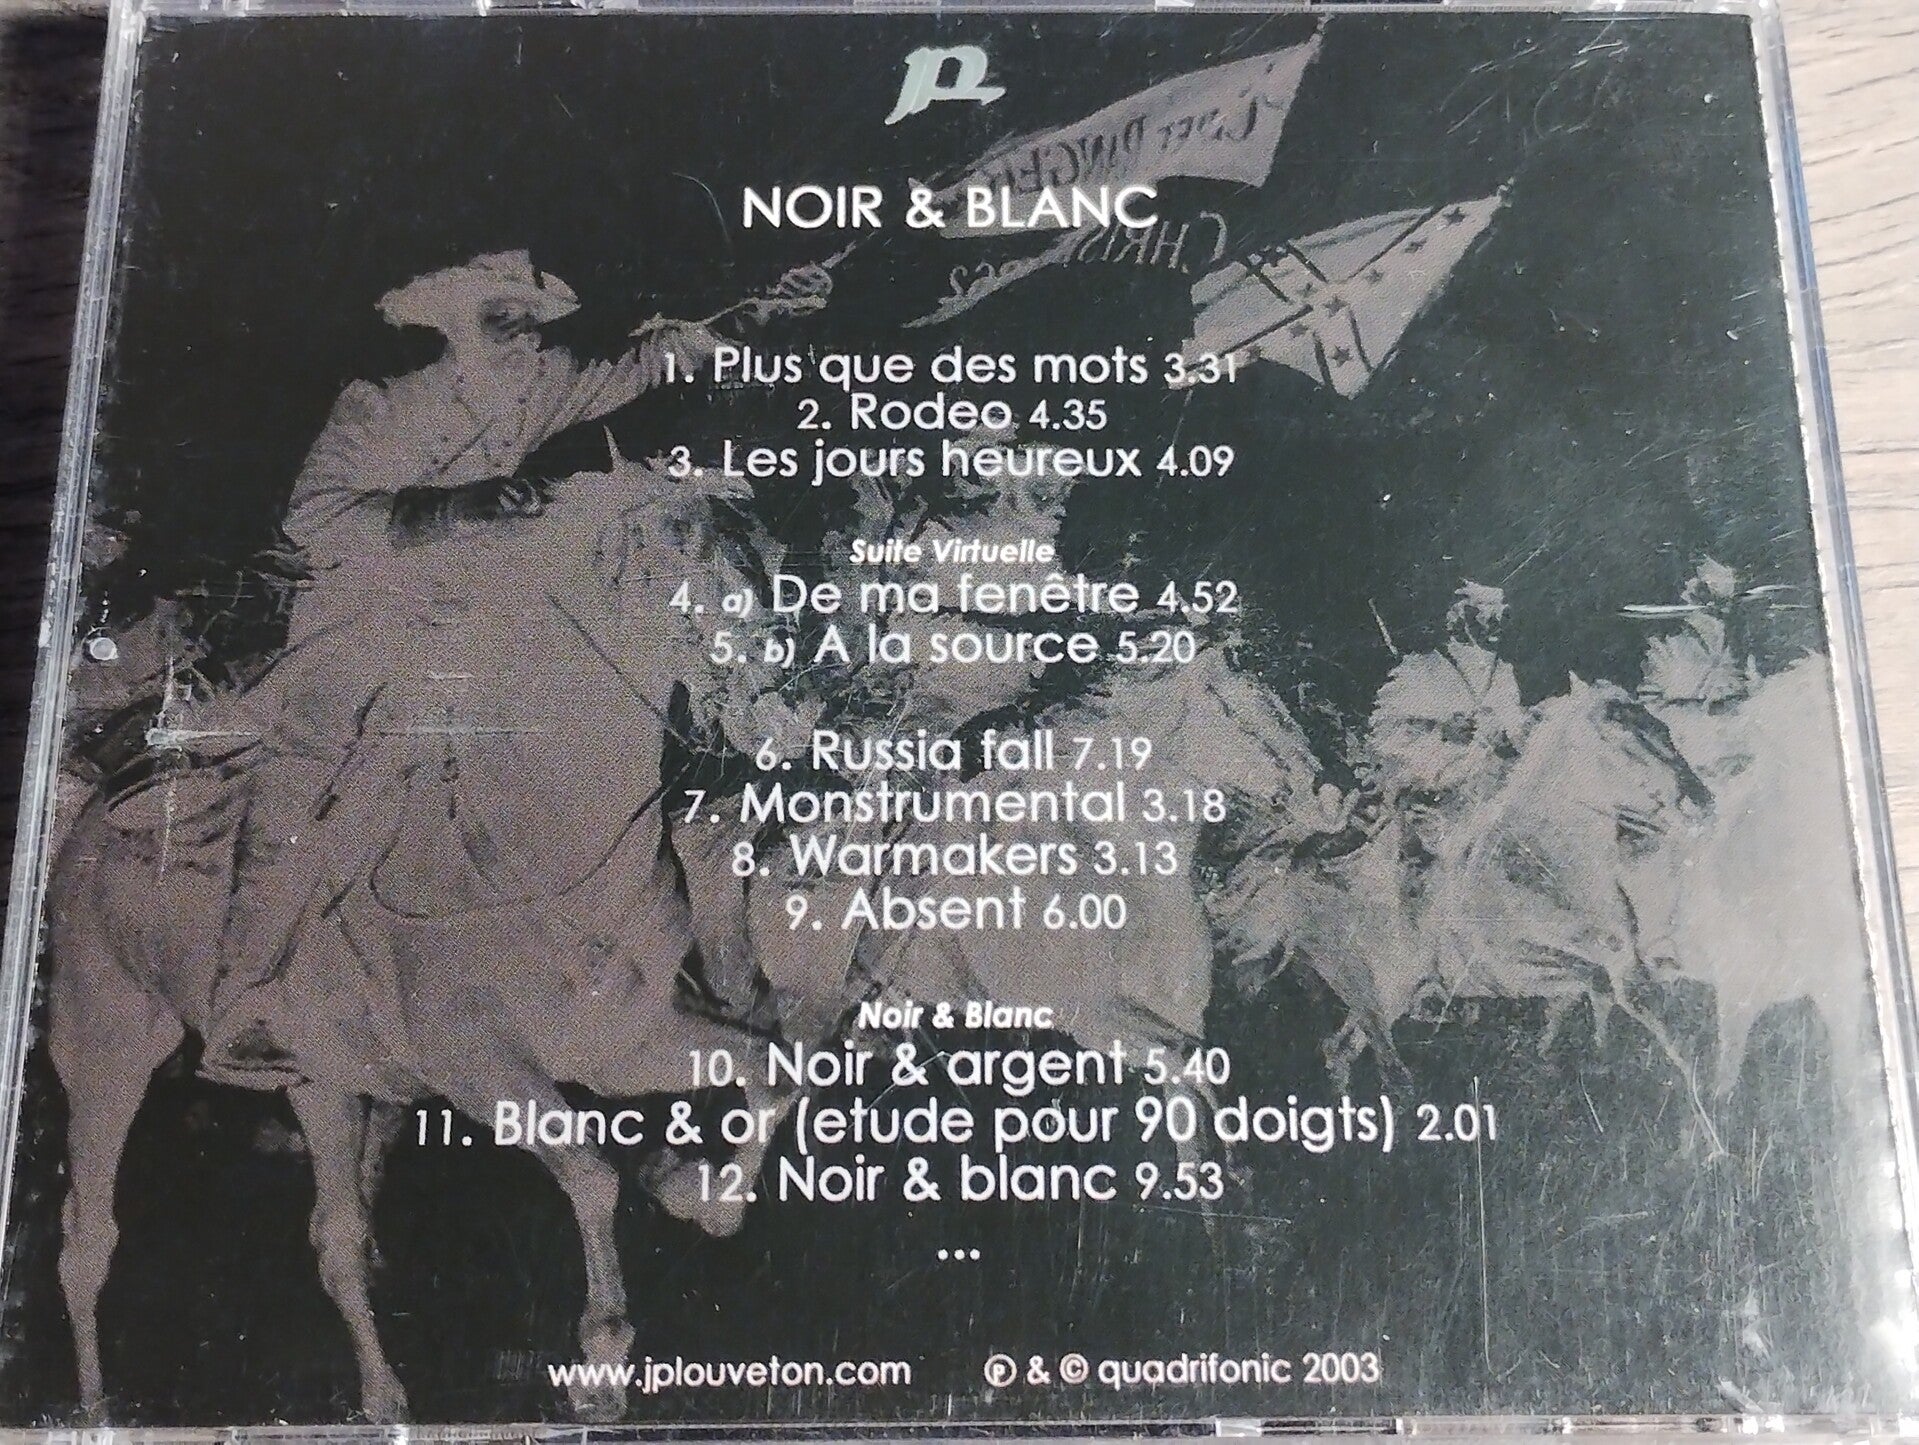 NOIR & BLANC
1. Plus que des mots 3.31
2. Rodeo 4.35
3. Les jours heureux 4.09
Suite Virtuelle
4. a) De ma fenêtre 4.52
5. b) A la source 5.20
6. Russia fall 7.19
7. Monstrumental 3.18
8. Warmakers 3.13
9. Absent 6.00
Noir & Blanc
10. Noir & argent 5.40
11. Blanc & or (etude pour 90 doigts) 2.01
12. Noir & blanc 9.53
...
www.jplouveton.com ℗ & © quadrifonic 2003